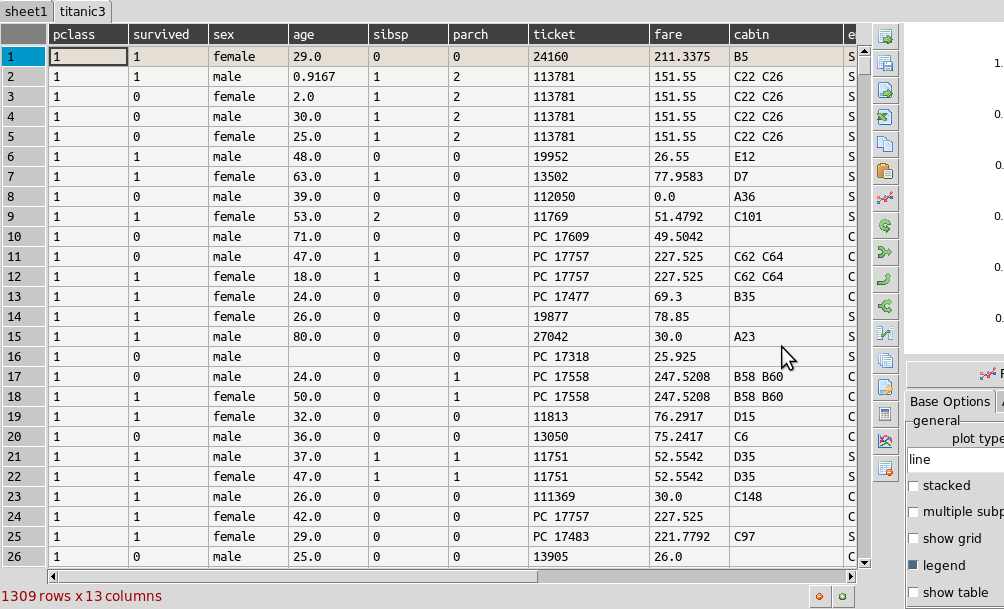 sheet1 titanic3
pclass survived sex age sibsp parch ticket fare cabin e
1 1 1 female 29.0 0 0 24160 211.3375 B5 S
2 1 1 male 0.9167 1 2 113781 151.55 C22 C26 S
3 1 0 female 2.0 1 2 113781 151.55 C22 C26 S
4 1 0 male 30.0 1 2 113781 151.55 C22 C26 S
5 1 0 female 25.0 1 2 113781 151.55 C22 C26 S
6 1 1 male 48.0 0 0 19952 26.55 E12 S
7 1 1 female 63.0 1 0 13502 77.9583 D7 S
8 1 0 male 39.0 0 0 112050 0.0 A36 S
9 1 1 female 53.0 2 0 11769 51.4792 C101 S
10 1 0 male 71.0 0 0 PC 17609 49.5042 C
11 1 0 male 47.0 1 0 PC 17757 227.525 C62 C64 C
12 1 1 female 18.0 1 0 PC 17757 227.525 C62 C64 C
13 1 1 female 24.0 0 0 PC 17477 69.3 B35 C
14 1 1 female 26.0 0 0 19877 78.85 S
15 1 1 male 80.0 0 0 27042 30.0 A23 S
16 1 0 male 0 0 PC 17318 25.925 S
17 1 0 male 24.0 0 1 PC 17558 247.5208 B58 B60 C
18 1 1 female 50.0 0 1 PC 17558 247.5208 B58 B60 C
19 1 1 female 32.0 0 0 11813 76.2917 D15 C
20 1 0 male 36.0 0 0 13050 75.2417 C6 C
21 1 1 male 37.0 1 1 11751 52.5542 D35 S
22 1 1 female 47.0 1 1 11751 52.5542 D35 S
23 1 1 male 26.0 0 0 111369 30.0 C148 C
24 1 1 female 42.0 0 0 PC 17757 227.525 C
25 1 1 female 29.0 0 0 PC 17483 221.7792 C97 S
26 1 0 male 25.0 0 0 13905 26.0 C
1309 rows x 13 columns
1.
0.
0.
0.
0.
0.
Base Options
general
plot type
line
stacked
multiple subp
show grid
legend
show table